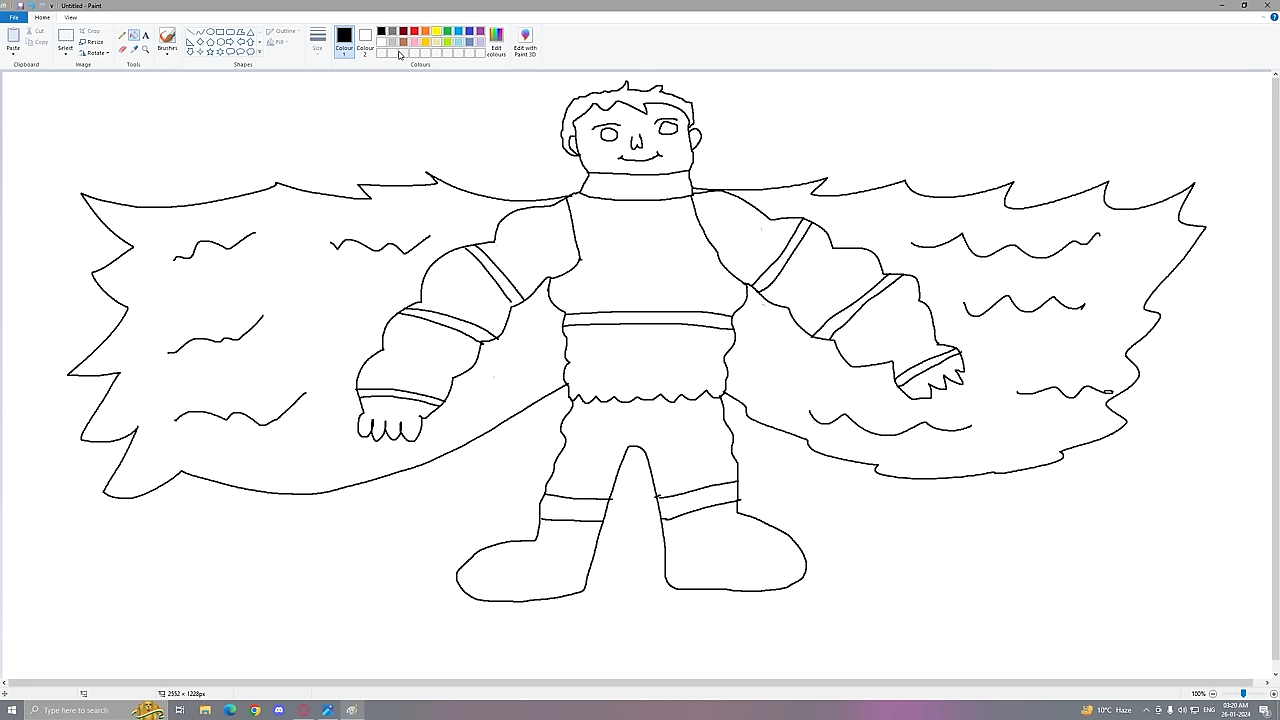 Untitled - Paint
File Home View
Paste
Cut
Copy
Clipboard
Select
Crop
Resize
Rotate
Image
A
Tools
Brushes
Outline
Fill
Shapes
Size
Colour 1
Colour 2
Colours
Edit colours
Edit with Paint 3D
2552 × 1228px
100%
Type here to search
10°C Haze
ENG
03:20 AM
26-01-2024